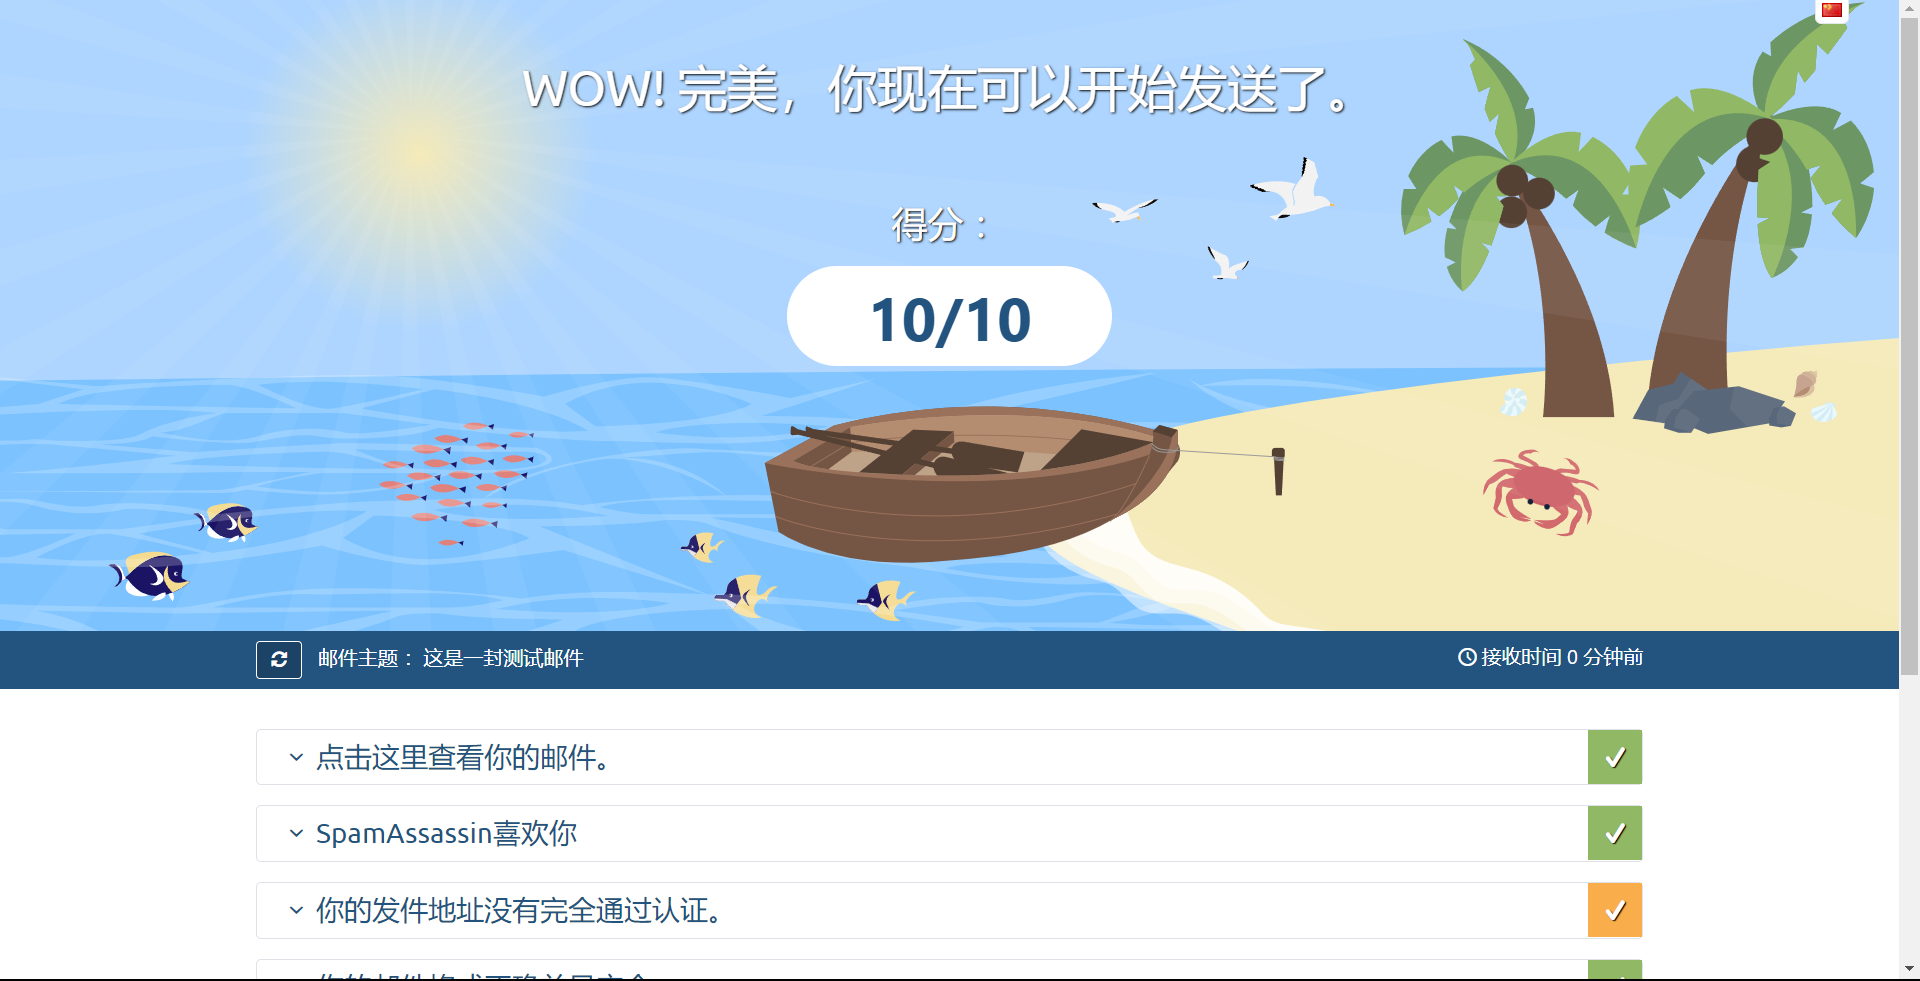 WOW! 完美，你现在可以开始发送了。
得分：
10/10
邮件主题： 这是一封测试邮件
接收时间 0 分钟前
点击这里查看你的邮件。
SpamAssassin喜欢你
你的发件地址没有完全通过认证。